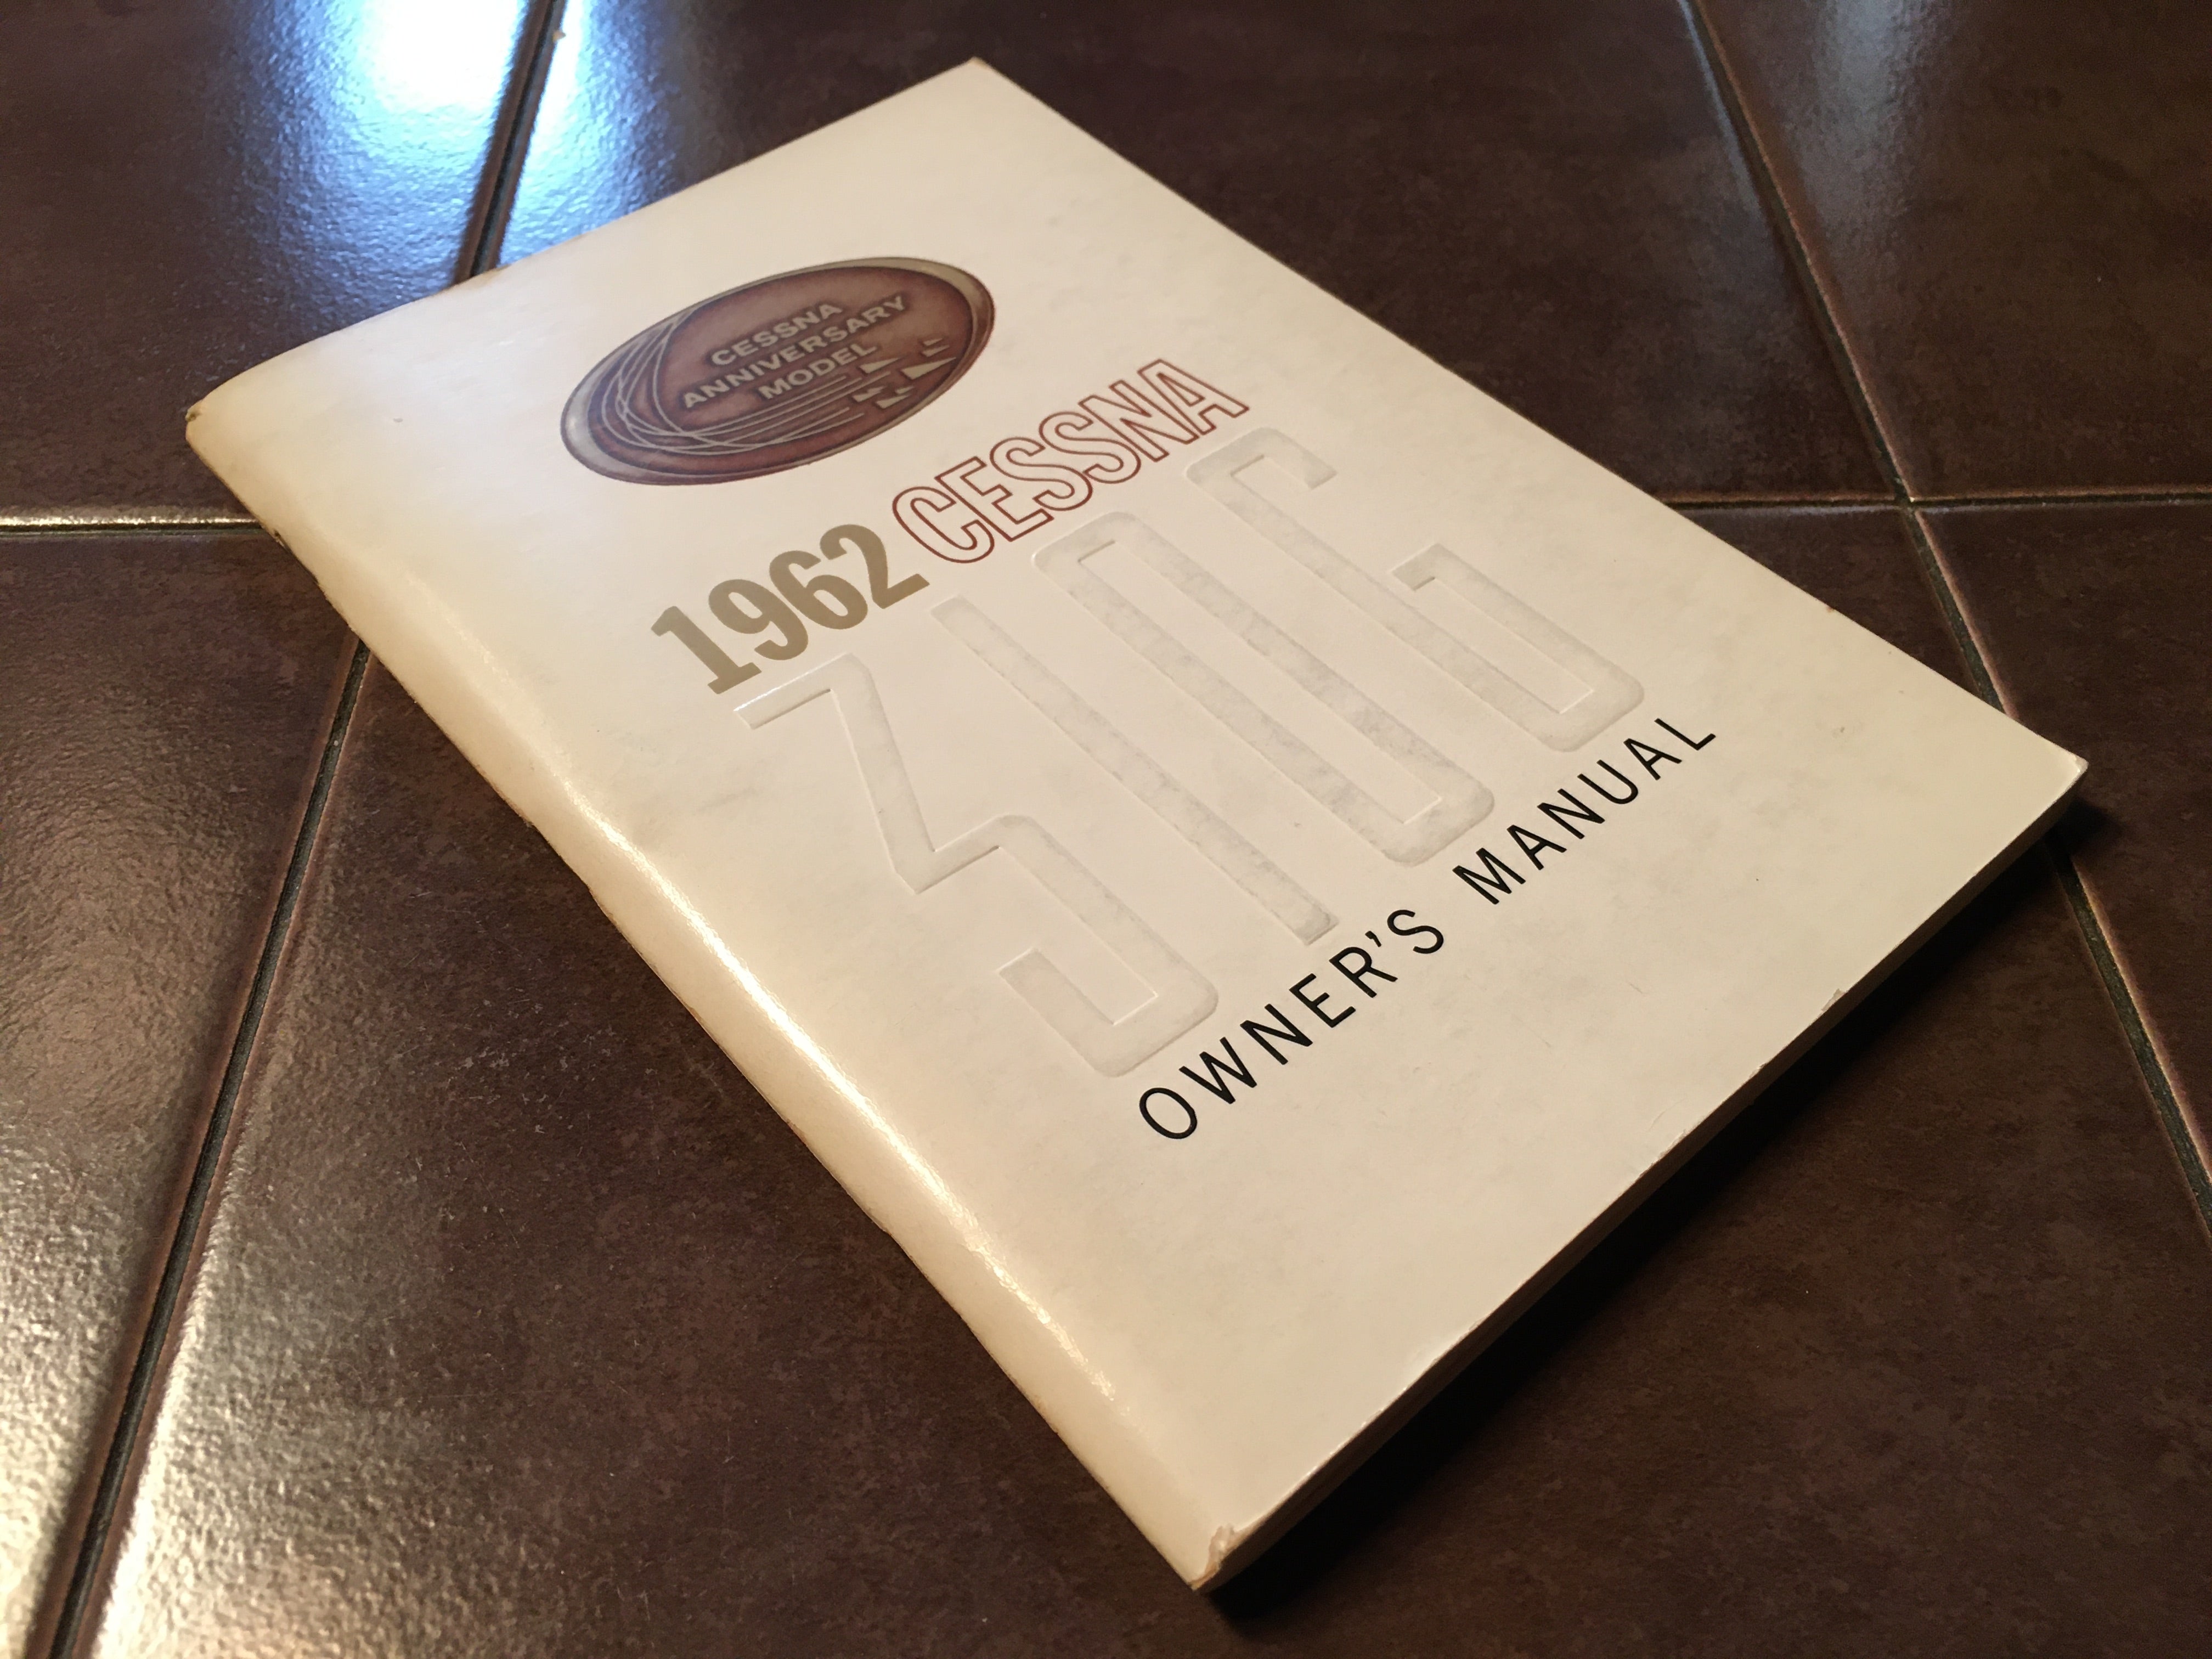 CESSNA
ANNIVERSARY
MODEL
1962 CESSNA
310G
OWNER'S MANUAL